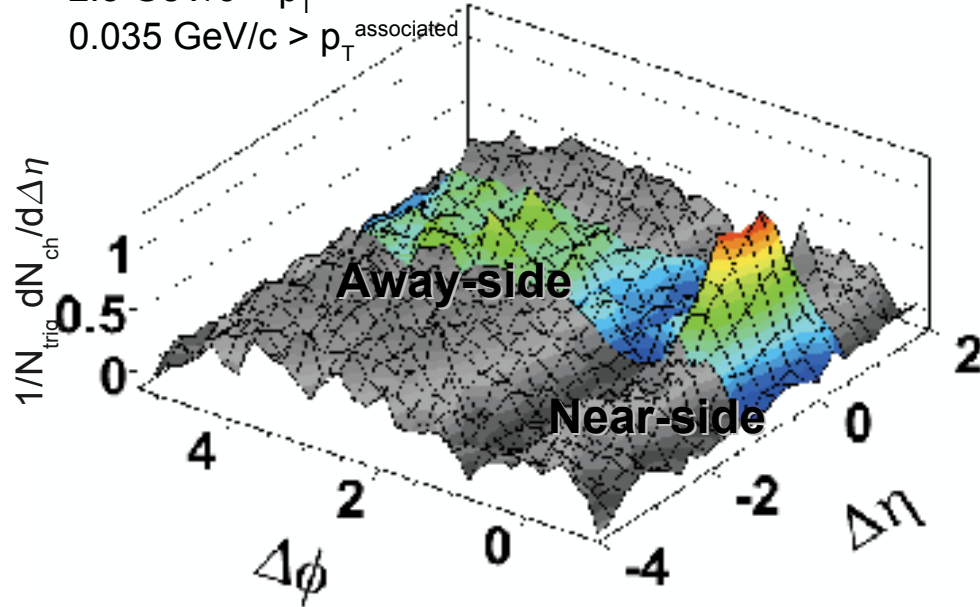 0.035 GeV/c > p_T^associated
1/N_trig dN_ch/dΔη
1
0.5
0
Away-side
Near-side
4
2
0
Δϕ
-4
-2
0
2
Δη